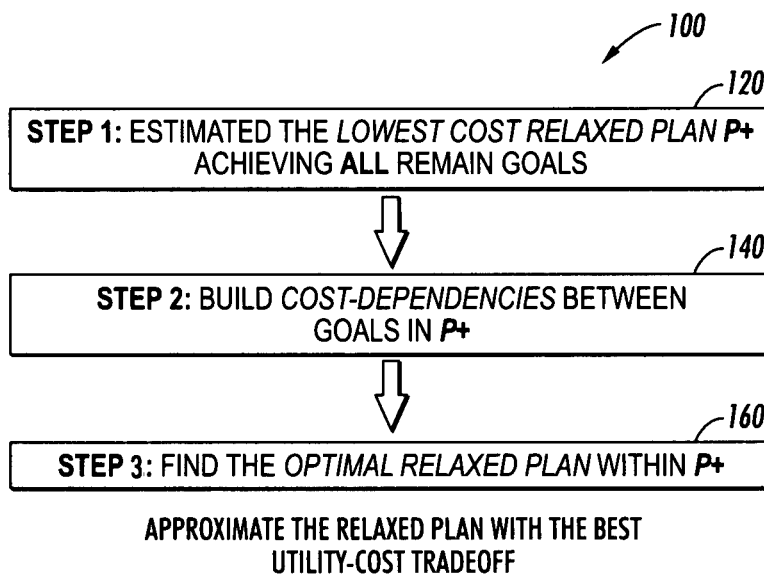 100
120
STEP 1: ESTIMATED THE LOWEST COST RELAXED PLAN P+
ACHIEVING ALL REMAIN GOALS
140
STEP 2: BUILD COST-DEPENDENCIES BETWEEN
GOALS IN P+
160
STEP 3: FIND THE OPTIMAL RELAXED PLAN WITHIN P+
APPROXIMATE THE RELAXED PLAN WITH THE BEST
UTILITY-COST TRADEOFF